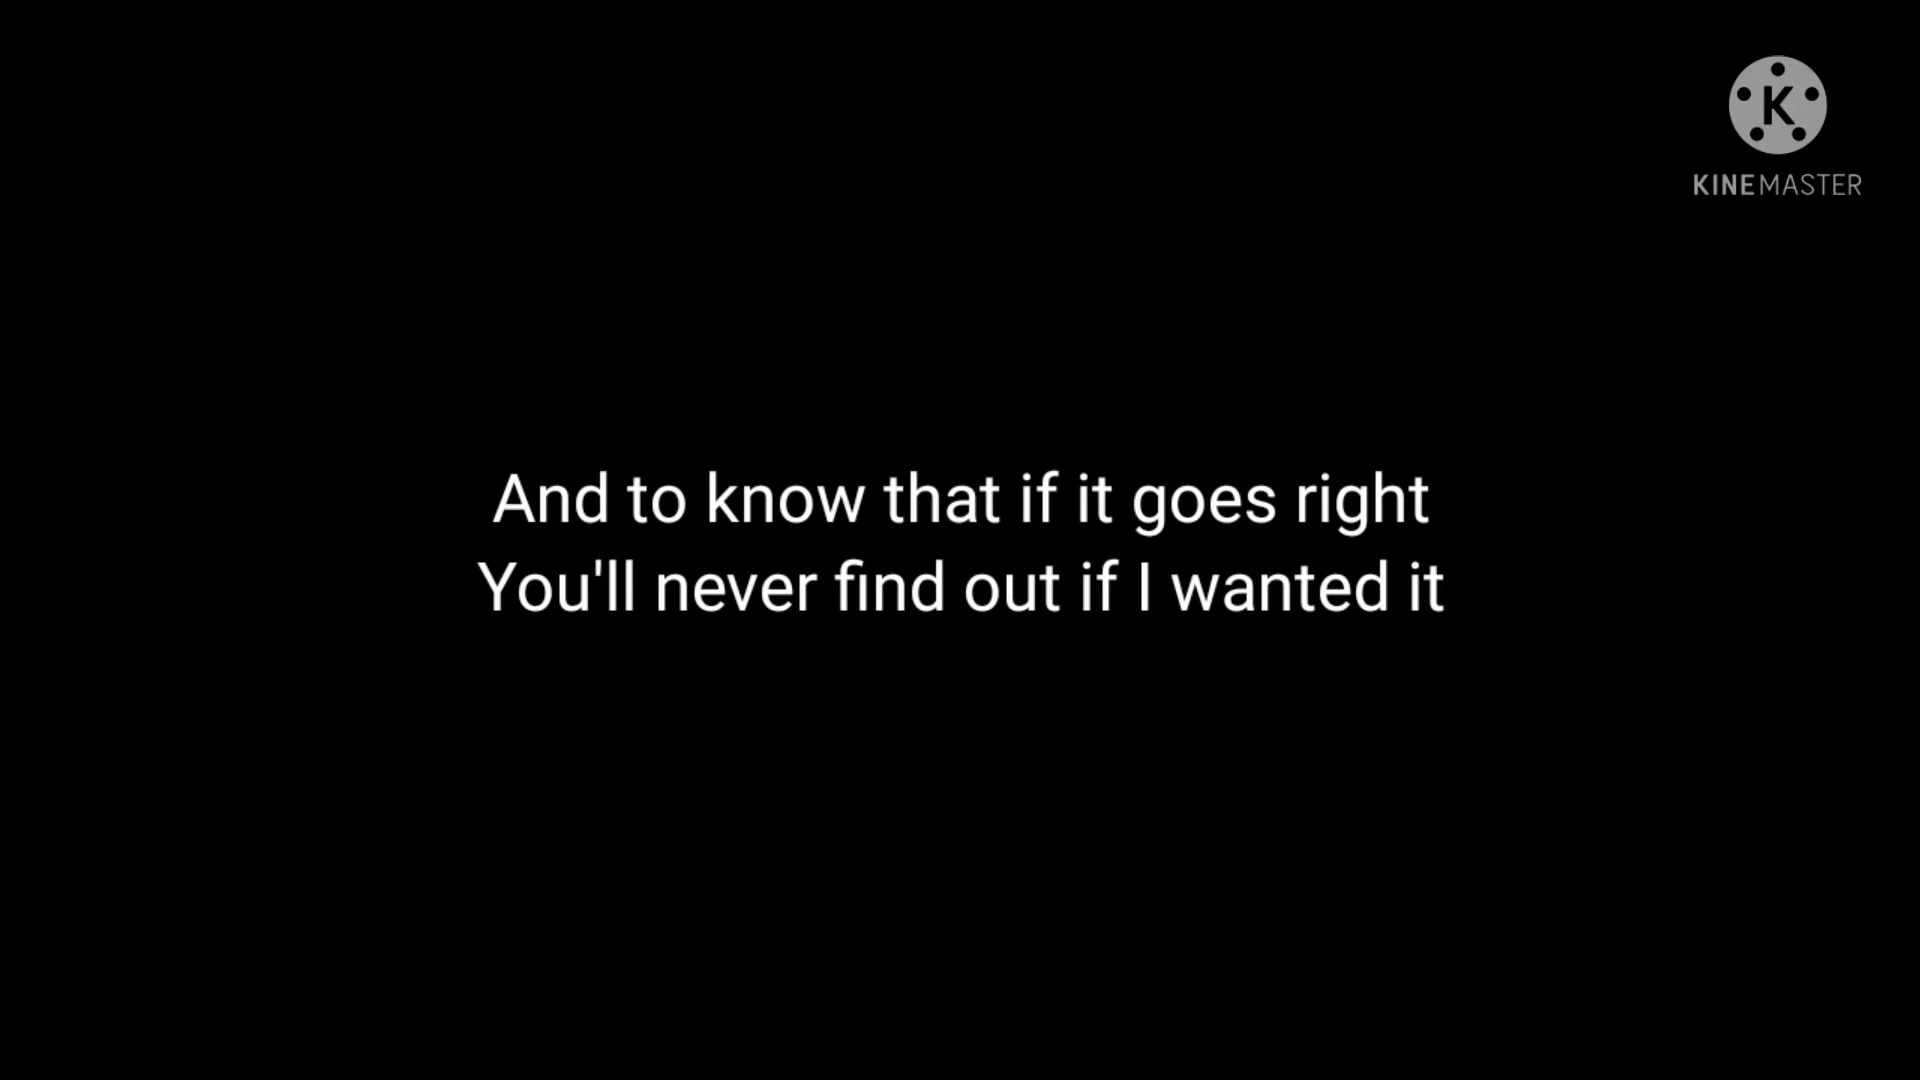 K
KINEMASTER
And to know that if it goes right
You'll never find out if I wanted it